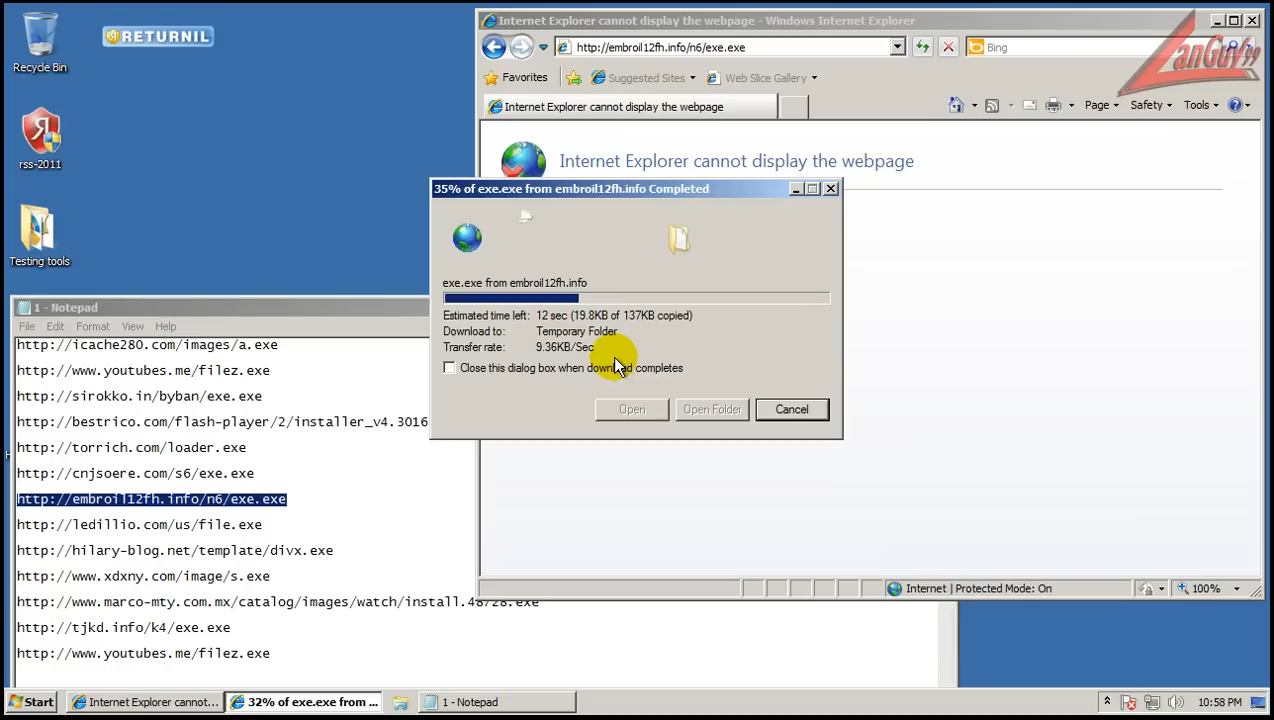 Recycle Bin
RETURNIL
rss-2011
Testing tools
Internet Explorer cannot display the webpage - Windows Internet Explorer
http://embroil12fh.info/n6/exe.exe
Bing
anGuy99
Favorites
Suggested Sites
Web Slice Gallery
Internet Explorer cannot display the webpage
Page
Safety
Tools
Internet Explorer cannot display the webpage
35% of exe.exe from embroil12fh.info Completed
exe.exe from embroil12fh.info
Estimated time left: 12 sec (19.8KB of 137KB copied)
Download to: Temporary Folder
Transfer rate: 9.36KB/Sec
Close this dialog box when download completes
Open
Open Folder
Cancel
1 - Notepad
File Edit Format View Help
http://icache280.com/images/a.exe
http://www.youtubes.me/filez.exe
http://sirokko.in/byban/exe.exe
http://bestrico.com/flash-player/2/installer_v4.3016
http://torrich.com/loader.exe
http://cnjsoere.com/s6/exe.exe
http://embroil12fh.info/n6/exe.exe
http://ledillio.com/us/file.exe
http://hilary-blog.net/template/divx.exe
http://www.xdxny.com/image/s.exe
http://www.marco-mty.com.mx/catalog/images/watch/install.48/28.exe
http://tjkd.info/k4/exe.exe
http://www.youtubes.me/filez.exe
Internet | Protected Mode: On
100%
Start
Internet Explorer cannot...
32% of exe.exe from ...
1 - Notepad
10:58 PM